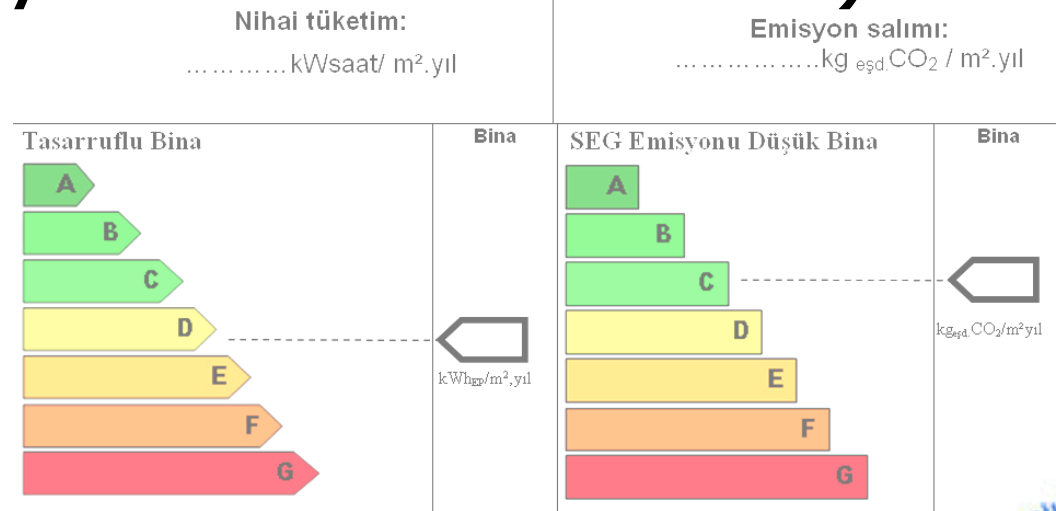 Nihai tüketim:
…………kWsaat/ m².yıl
Emisyon salımı:
……………..kg eşd.CO₂ / m².yıl
Tasarruflu Bina
Bina
A
B
C
D
E
F
G
kWhEP/m²,yıl
SEG Emisyonu Düşük Bina
Bina
A
B
C
D
E
F
G
kgeşd.CO₂/m²yıl